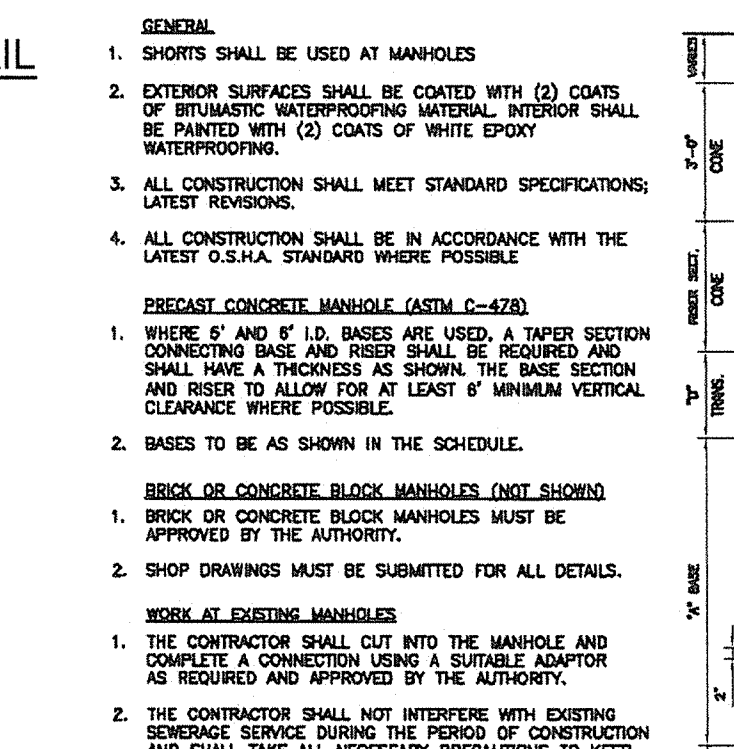 GENERAL
1. SHORTS SHALL BE USED AT MANHOLES
2. EXTERIOR SURFACES SHALL BE COATED WITH (2) COATS
OF BITUMASTIC WATERPROOFING MATERIAL. INTERIOR SHALL
BE PAINTED WITH (2) COATS OF WHITE EPOXY
WATERPROOFING.
3. ALL CONSTRUCTION SHALL MEET STANDARD SPECIFICATIONS;
LATEST REVISIONS.
4. ALL CONSTRUCTION SHALL BE IN ACCORDANCE WITH THE
LATEST O.S.H.A. STANDARD WHERE POSSIBLE
PRECAST CONCRETE MANHOLE (ASTM C-478)
1. WHERE 5' AND 6' I.D. BASES ARE USED, A TAPER SECTION
CONNECTING BASE AND RISER SHALL BE REQUIRED AND
SHALL HAVE A THICKNESS AS SHOWN. THE BASE SECTION
AND RISER TO ALLOW FOR AT LEAST 6' MINIMUM VERTICAL
CLEARANCE WHERE POSSIBLE.
2. BASES TO BE AS SHOWN IN THE SCHEDULE.
BRICK OR CONCRETE BLOCK MANHOLES (NOT SHOWN)
1. BRICK OR CONCRETE BLOCK MANHOLES MUST BE
APPROVED BY THE AUTHORITY.
2. SHOP DRAWINGS MUST BE SUBMITTED FOR ALL DETAILS.
WORK AT EXISTING MANHOLES
1. THE CONTRACTOR SHALL CUT INTO THE MANHOLE AND
COMPLETE A CONNECTION USING A SUITABLE ADAPTOR
AS REQUIRED AND APPROVED BY THE AUTHORITY.
2. THE CONTRACTOR SHALL NOT INTERFERE WITH EXISTING
SEWERAGE SERVICE DURING THE PERIOD OF CONSTRUCTION
AND SHALL TAKE ALL NECESSARY PRECAUTIONS TO KEEP
VARIES
3'-0"
CONE
RISER SECT.
CONE
"D"
TRANS.
"A" BASE
2"